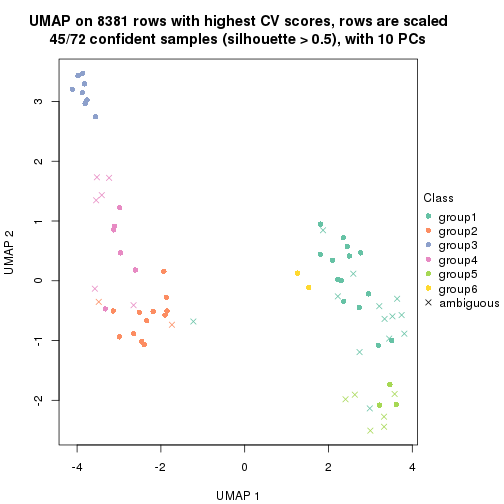 UMAP on 8381 rows with highest CV scores, rows are scaled
45/72 confident samples (silhouette > 0.5), with 10 PCs
3
2
1
0
-1
-2
UMAP 2
-4
-2
0
2
4
UMAP 1
Class
group1
group2
group3
group4
group5
group6
ambiguous